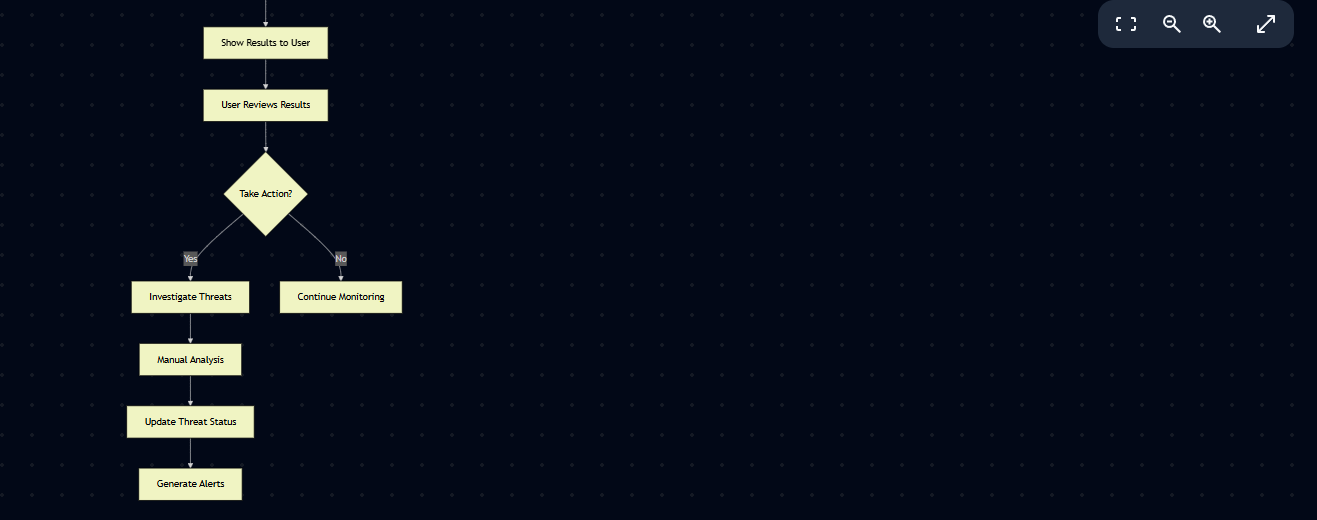 Show Results to User
User Reviews Results
Take Action?
Yes
No
Investigate Threats
Continue Monitoring
Manual Analysis
Update Threat Status
Generate Alerts